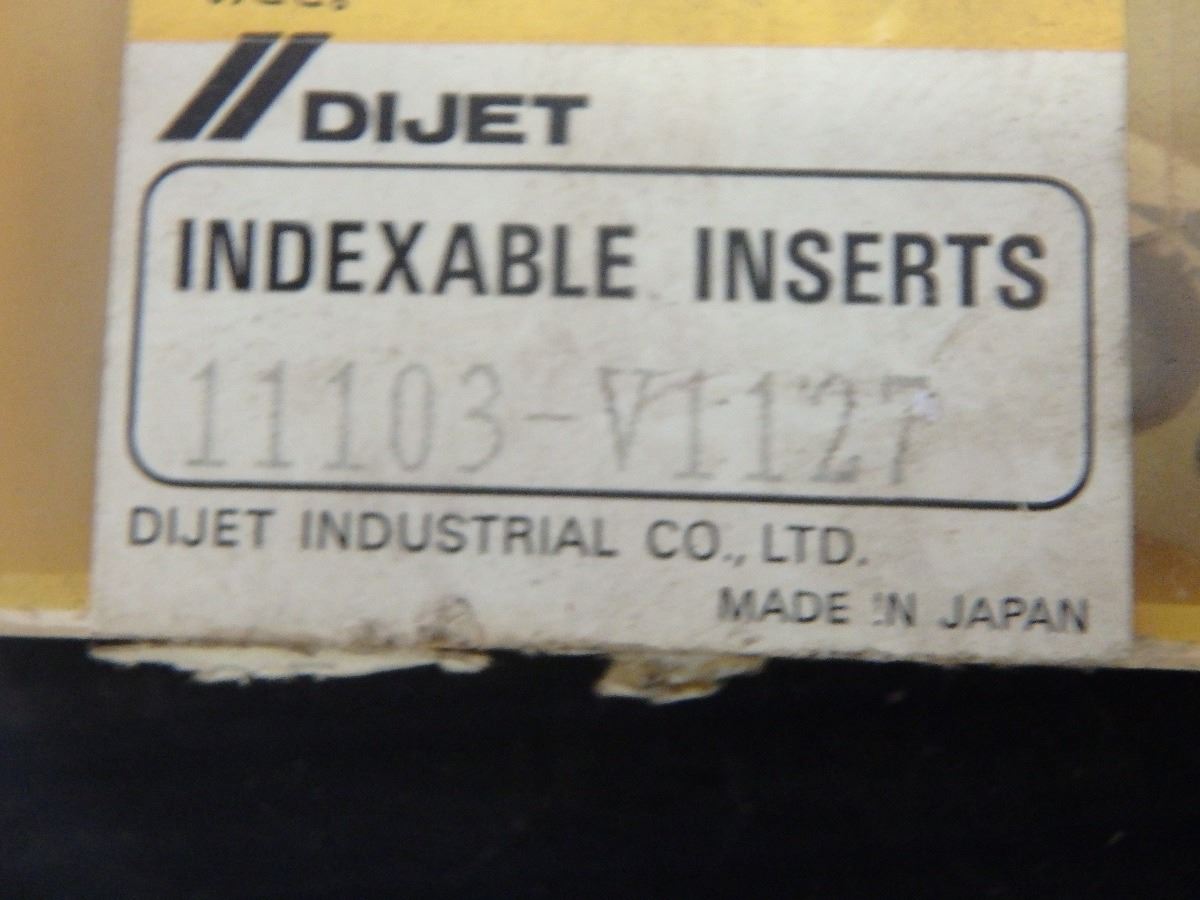 DIJET
INDEXABLE INSERTS
11103-V1127
DIJET INDUSTRIAL CO., LTD.
MADE IN JAPAN